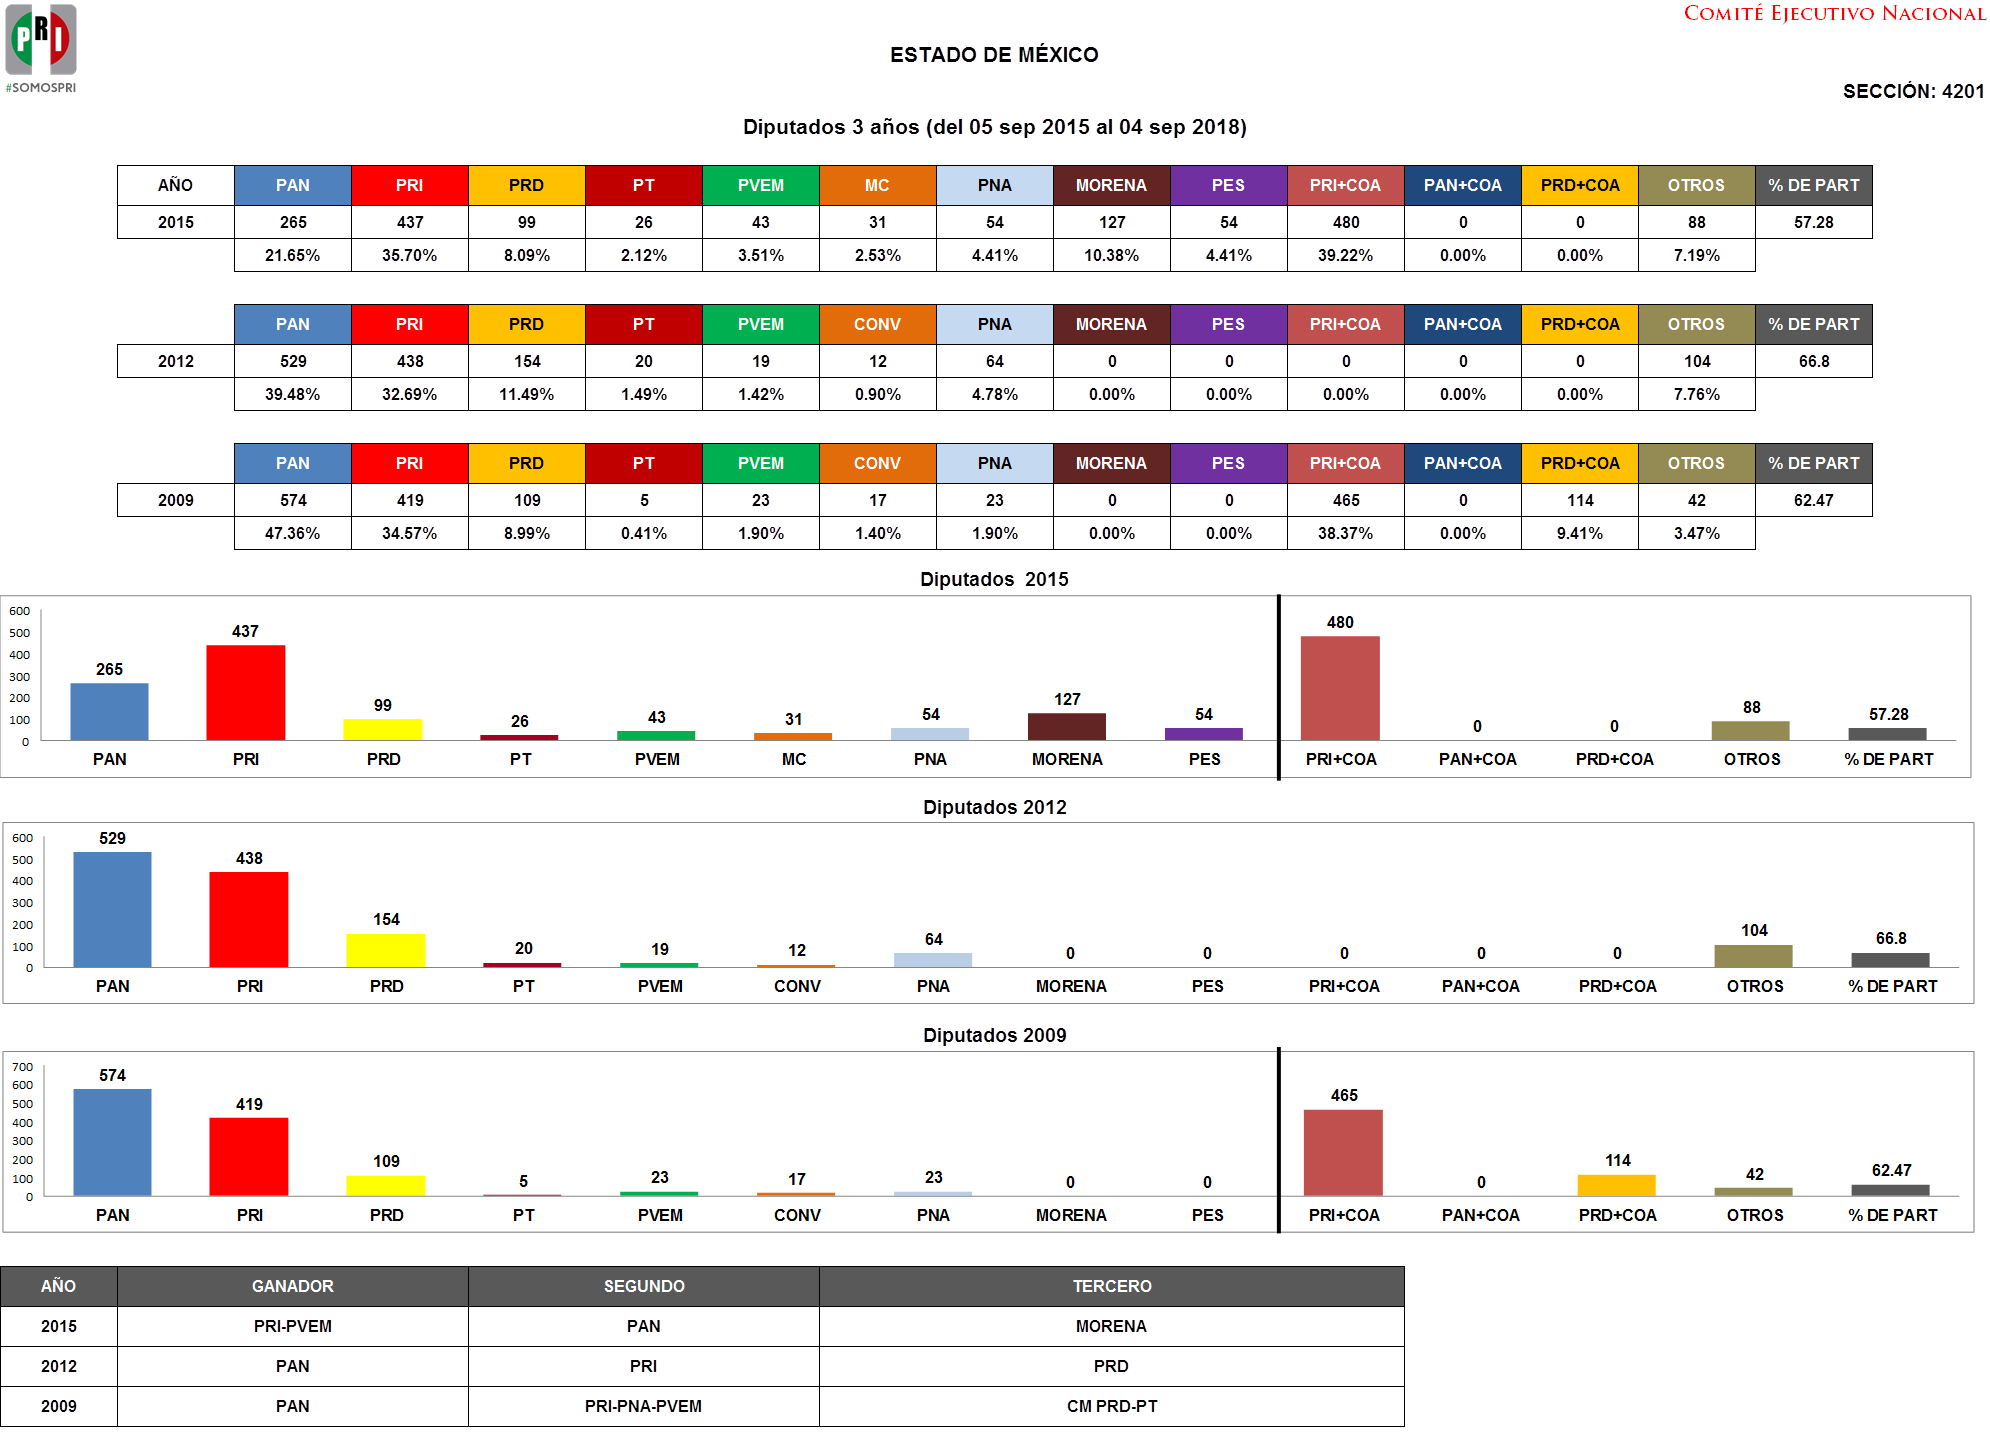 PRI
#SOMOSPRI
COMITÉ EJECUTIVO NACIONAL
ESTADO DE MÉXICO
SECCIÓN: 4201
Diputados 3 años (del 05 sep 2015 al 04 sep 2018)
AÑO PAN PRI PRD PT PVEM MC PNA MORENA PES PRI+COA PAN+COA PRD+COA OTROS % DE PART
2015 265 437 99 26 43 31 54 127 54 480 0 0 88 57.28
21.65% 35.70% 8.09% 2.12% 3.51% 2.53% 4.41% 10.38% 4.41% 39.22% 0.00% 0.00% 7.19%
PAN PRI PRD PT PVEM CONV PNA MORENA PES PRI+COA PAN+COA PRD+COA OTROS % DE PART
2012 529 438 154 20 19 12 64 0 0 0 0 0 104 66.8
39.48% 32.69% 11.49% 1.49% 1.42% 0.90% 4.78% 0.00% 0.00% 0.00% 0.00% 0.00% 7.76%
PAN PRI PRD PT PVEM CONV PNA MORENA PES PRI+COA PAN+COA PRD+COA OTROS % DE PART
2009 574 419 109 5 23 17 23 0 0 465 0 114 42 62.47
47.36% 34.57% 8.99% 0.41% 1.90% 1.40% 1.90% 0.00% 0.00% 38.37% 0.00% 9.41% 3.47%
Diputados 2015
600
500
400
300
200
100
0
265 437 99 26 43 31 54 127 54 480 0 0 88 57.28
PAN PRI PRD PT PVEM MC PNA MORENA PES PRI+COA PAN+COA PRD+COA OTROS % DE PART
Diputados 2012
600
500
400
300
200
100
0
529 438 154 20 19 12 64 0 0 0 0 0 104 66.8
PAN PRI PRD PT PVEM CONV PNA MORENA PES PRI+COA PAN+COA PRD+COA OTROS % DE PART
Diputados 2009
700
600
500
400
300
200
100
0
574 419 109 5 23 17 23 0 0 465 0 114 42 62.47
PAN PRI PRD PT PVEM CONV PNA MORENA PES PRI+COA PAN+COA PRD+COA OTROS % DE PART
AÑO GANADOR SEGUNDO TERCERO
2015 PRI-PVEM PAN MORENA
2012 PAN PRI PRD
2009 PAN PRI-PNA-PVEM CM PRD-PT